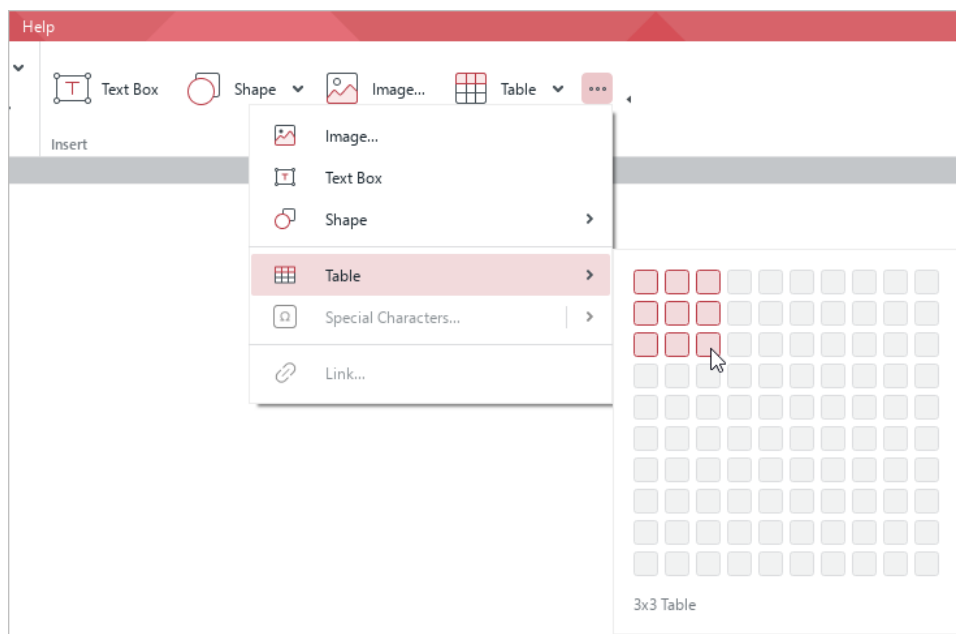 Help
Text Box
Shape
Image...
Table
Insert
Image...
Text Box
Shape
Table
Special Characters...
Link...
3x3 Table